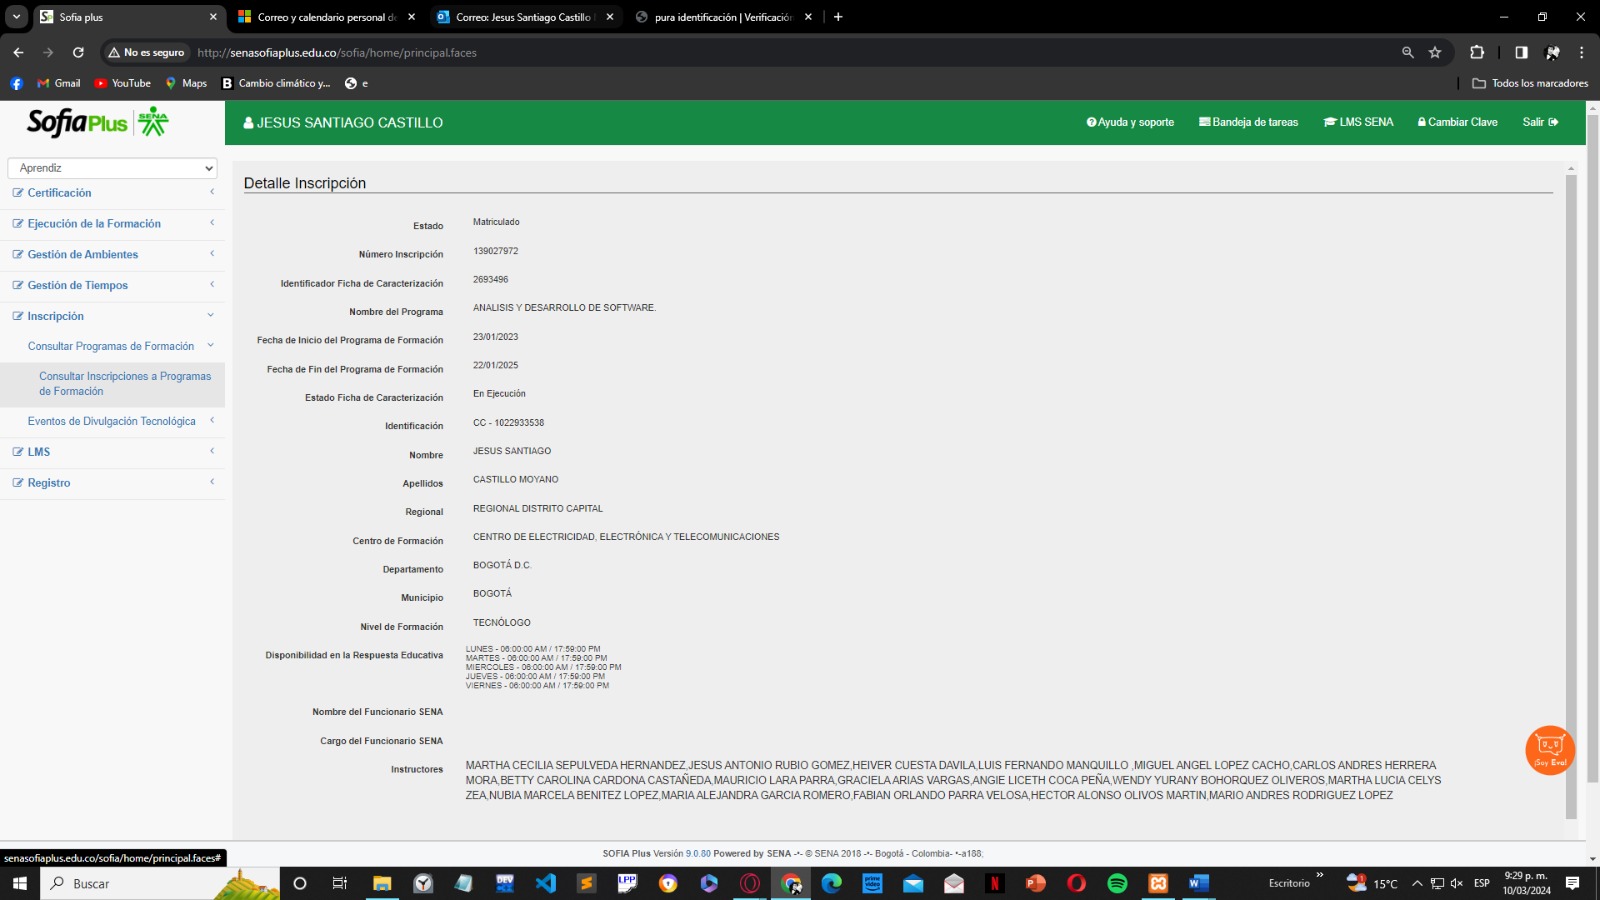 Sofia plus
Correo y calendario personal de
Correo: Jesus Santiago Castillo
pura identificación | Verificación
No es seguro
http://senasofiaplus.edu.co/sofia/home/principal.faces
Gmail
YouTube
Maps
Cambio climático y...
e
Todos los marcadores
Sofia Plus
SENA
JESUS SANTIAGO CASTILLO
Ayuda y soporte
Bandeja de tareas
LMS SENA
Cambiar Clave
Salir
Aprendiz
Certificación
Ejecución de la Formación
Gestión de Ambientes
Gestión de Tiempos
Inscripción
Consultar Programas de Formación
Consultar Inscripciones a Programas
de Formación
Eventos de Divulgación Tecnológica
LMS
Registro
Detalle Inscripción
Estado Matriculado
Número Inscripción 139027972
Identificador Ficha de Caracterización 2693496
Nombre del Programa ANALISIS Y DESARROLLO DE SOFTWARE.
Fecha de Inicio del Programa de Formación 23/01/2023
Fecha de Fin del Programa de Formación 22/01/2025
Estado Ficha de Caracterización En Ejecución
Identificación CC - 1022933538
Nombre JESUS SANTIAGO
Apellidos CASTILLO MOYANO
Regional REGIONAL DISTRITO CAPITAL
Centro de Formación CENTRO DE ELECTRICIDAD, ELECTRÓNICA Y TELECOMUNICACIONES
Departamento BOGOTÁ D.C.
Municipio BOGOTÁ
Nivel de Formación TECNÓLOGO
Disponibilidad en la Respuesta Educativa LUNES - 06:00:00 AM / 17:59:00 PM
MARTES - 06:00:00 AM / 17:59:00 PM
MIERCOLES - 06:00:00 AM / 17:59:00 PM
JUEVES - 06:00:00 AM / 17:59:00 PM
VIERNES - 06:00:00 AM / 17:59:00 PM
Nombre del Funcionario SENA
Cargo del Funcionario SENA
Instructores MARTHA CECILIA SEPULVEDA HERNANDEZ,JESUS ANTONIO RUBIO GOMEZ,HEIVER CUESTA DAVILA,LUIS FERNANDO MANQUILLO ,MIGUEL ANGEL LOPEZ CACHO,CARLOS ANDRES HERRERA
MORA,BETTY CAROLINA CARDONA CASTAÑEDA,MAURICIO LARA PARRA,GRACIELA ARIAS VARGAS,ANGIE LICETH COCA PEÑA,WENDY YURANY BOHORQUEZ OLIVEROS,MARTHA LUCIA CELYS
ZEA,NUBIA MARCELA BENITEZ LOPEZ,MARIA ALEJANDRA GARCIA ROMERO,FABIAN ORLANDO PARRA VELOSA,HECTOR ALONSO OLIVOS MARTIN,MARIO ANDRES RODRIGUEZ LOPEZ
¡Soy Evo!
SOFIA Plus Versión 9.0.80 Powered by SENA -•- © SENA 2018 -•- Bogotá - Colombia- •-a188;
senasofiaplus.edu.co/sofia/home/principal.faces#
Buscar
DEV
LPP
prime video
Escritorio
15°C
ESP
9:29 p. m.
10/03/2024